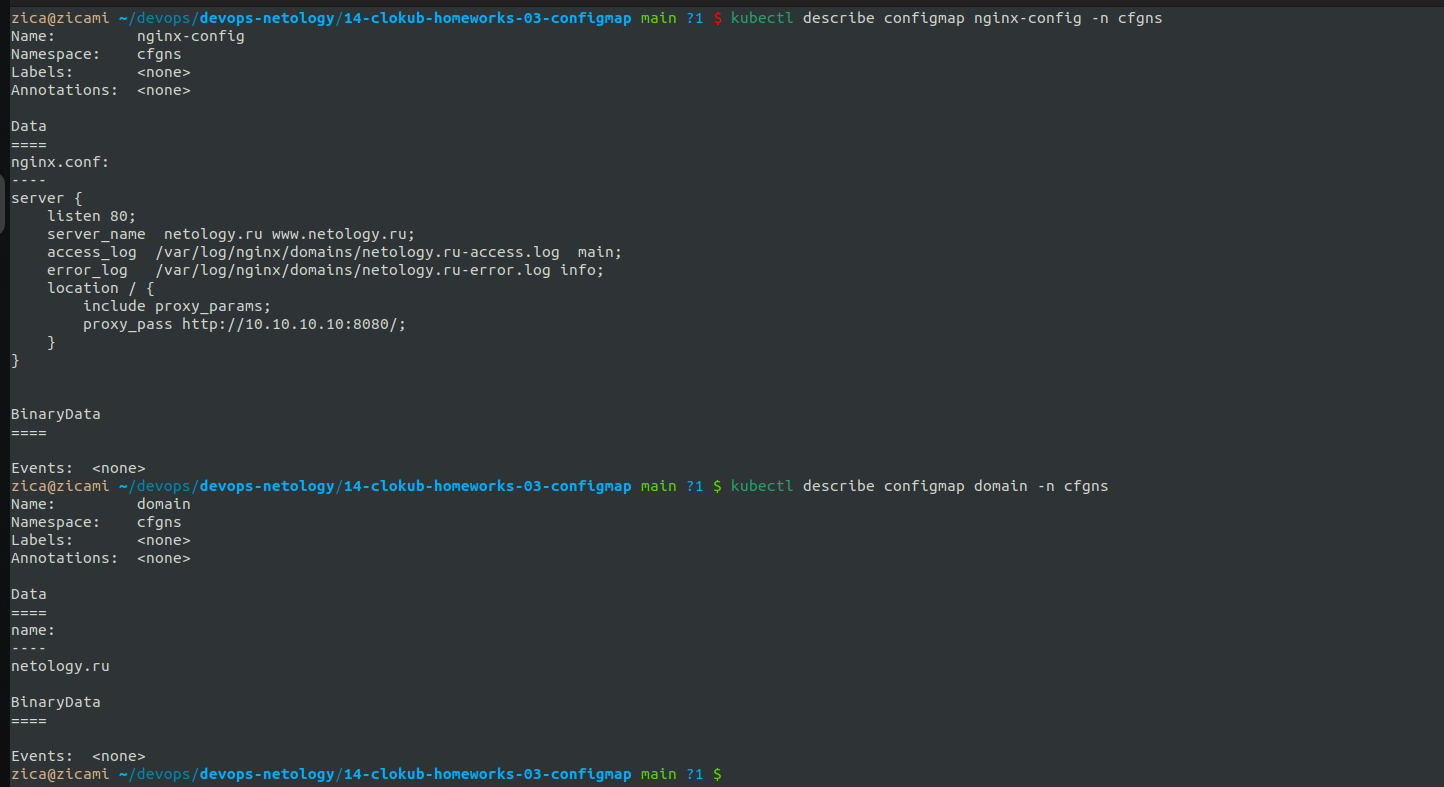 zica@zicami ~/devops/devops-netology/14-clokub-homeworks-03-configmap main ?1 $ kubectl describe configmap nginx-config -n cfgns
Name:         nginx-config
Namespace:    cfgns
Labels:       <none>
Annotations:  <none>

Data
====
nginx.conf:
----
server {
    listen 80;
    server_name  netology.ru www.netology.ru;
    access_log  /var/log/nginx/domains/netology.ru-access.log  main;
    error_log   /var/log/nginx/domains/netology.ru-error.log info;
    location / {
        include proxy_params;
        proxy_pass http://10.10.10.10:8080/;
    }
}


BinaryData
====

Events:  <none>
zica@zicami ~/devops/devops-netology/14-clokub-homeworks-03-configmap main ?1 $ kubectl describe configmap domain -n cfgns
Name:         domain
Namespace:    cfgns
Labels:       <none>
Annotations:  <none>

Data
====
name:
----
netology.ru

BinaryData
====

Events:  <none>
zica@zicami ~/devops/devops-netology/14-clokub-homeworks-03-configmap main ?1 $